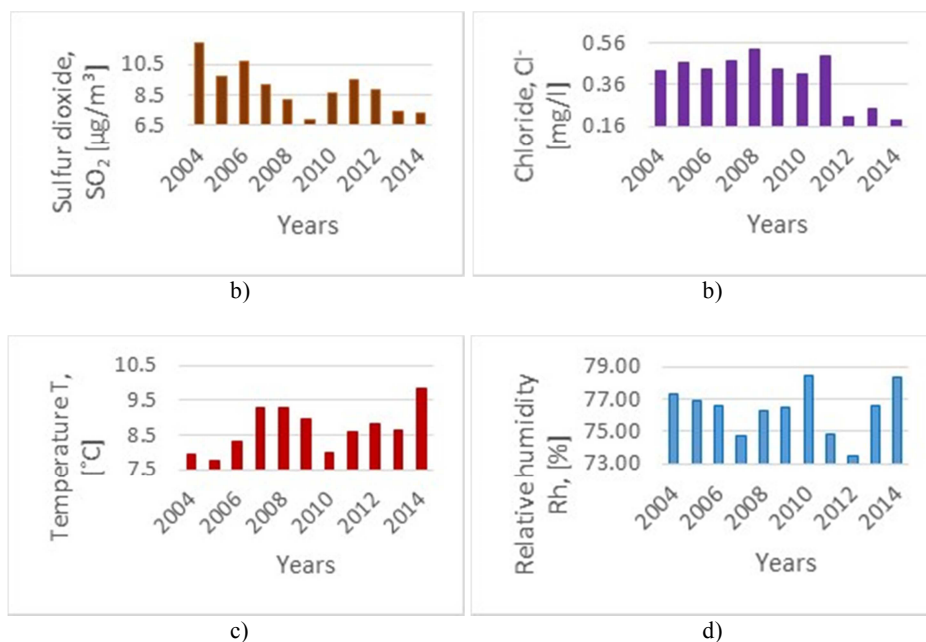 Sulfur dioxide,
SO₂ [µg/m³]
10.5
8.5
6.5
2004
2006
2008
2010
2012
2014
Years
b)
Chloride, Cl⁻
[mg/l]
0.56
0.36
0.16
2004
2006
2008
2010
2012
2014
Years
b)
Temperature T,
[°C]
10.5
9.5
8.5
7.5
2004
2006
2008
2010
2012
2014
Years
c)
Relative humidity
Rh, [%]
79.00
77.00
75.00
73.00
2004
2006
2008
2010
2012
2014
Years
d)